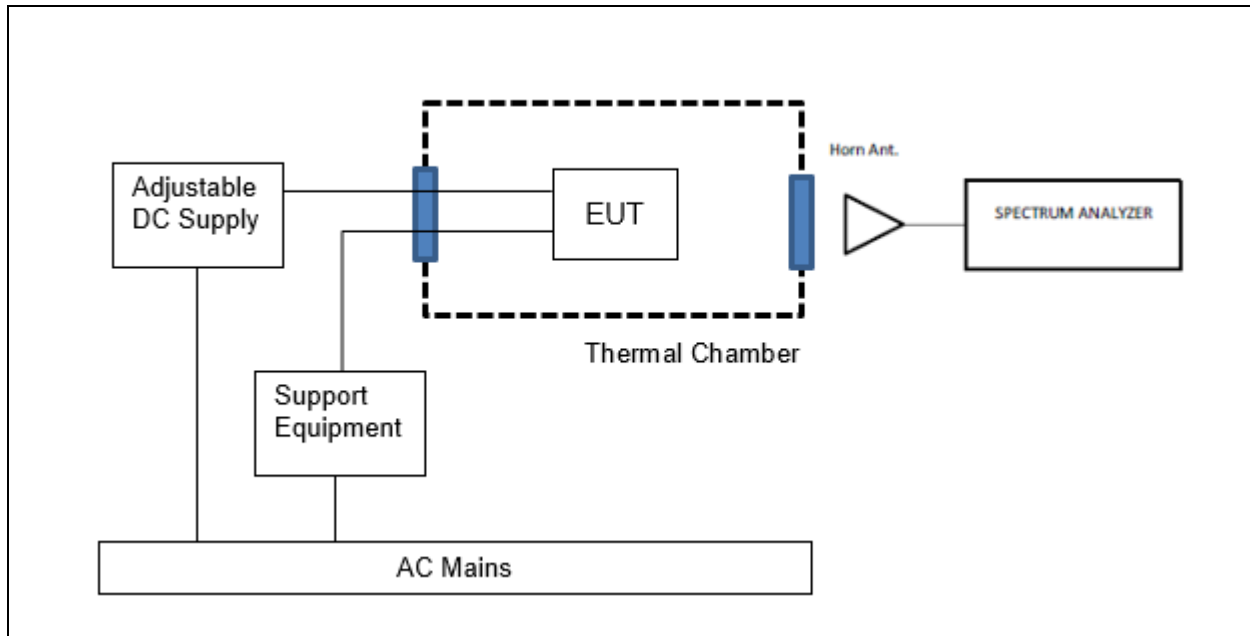 Adjustable
DC Supply
EUT
Horn Ant.
SPECTRUM ANALYZER
Thermal Chamber
Support
Equipment
AC Mains